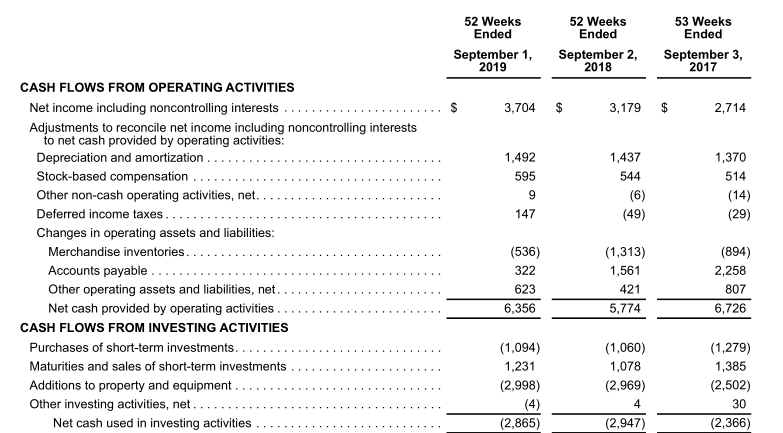 52 Weeks Ended 52 Weeks Ended 53 Weeks Ended
September 1, 2019 September 2, 2018 September 3, 2017
CASH FLOWS FROM OPERATING ACTIVITIES
Net income including noncontrolling interests . . . . . . . . . . . . . . . . . . . . . . . . $ 3,704 $ 3,179 $ 2,714
Adjustments to reconcile net income including noncontrolling interests
to net cash provided by operating activities:
Depreciation and amortization . . . . . . . . . . . . . . . . . . . . . . . . . . . . . . . . . . . 1,492 1,437 1,370
Stock-based compensation . . . . . . . . . . . . . . . . . . . . . . . . . . . . . . . . . . . . . 595 544 514
Other non-cash operating activities, net. . . . . . . . . . . . . . . . . . . . . . . . . . . . 9 (6) (14)
Deferred income taxes . . . . . . . . . . . . . . . . . . . . . . . . . . . . . . . . . . . . . . . . 147 (49) (29)
Changes in operating assets and liabilities:
Merchandise inventories. . . . . . . . . . . . . . . . . . . . . . . . . . . . . . . . . . . . . . (536) (1,313) (894)
Accounts payable . . . . . . . . . . . . . . . . . . . . . . . . . . . . . . . . . . . . . . . . . . . 322 1,561 2,258
Other operating assets and liabilities, net. . . . . . . . . . . . . . . . . . . . . . . . . . 623 421 807
Net cash provided by operating activities . . . . . . . . . . . . . . . . . . . . . . . . . 6,356 5,774 6,726
CASH FLOWS FROM INVESTING ACTIVITIES
Purchases of short-term investments. . . . . . . . . . . . . . . . . . . . . . . . . . . . . . . (1,094) (1,060) (1,279)
Maturities and sales of short-term investments . . . . . . . . . . . . . . . . . . . . . . . 1,231 1,078 1,385
Additions to property and equipment . . . . . . . . . . . . . . . . . . . . . . . . . . . . . . . (2,998) (2,969) (2,502)
Other investing activities, net . . . . . . . . . . . . . . . . . . . . . . . . . . . . . . . . . . . . . (4) 4 30
Net cash used in investing activities . . . . . . . . . . . . . . . . . . . . . . . . . . . . (2,865) (2,947) (2,366)